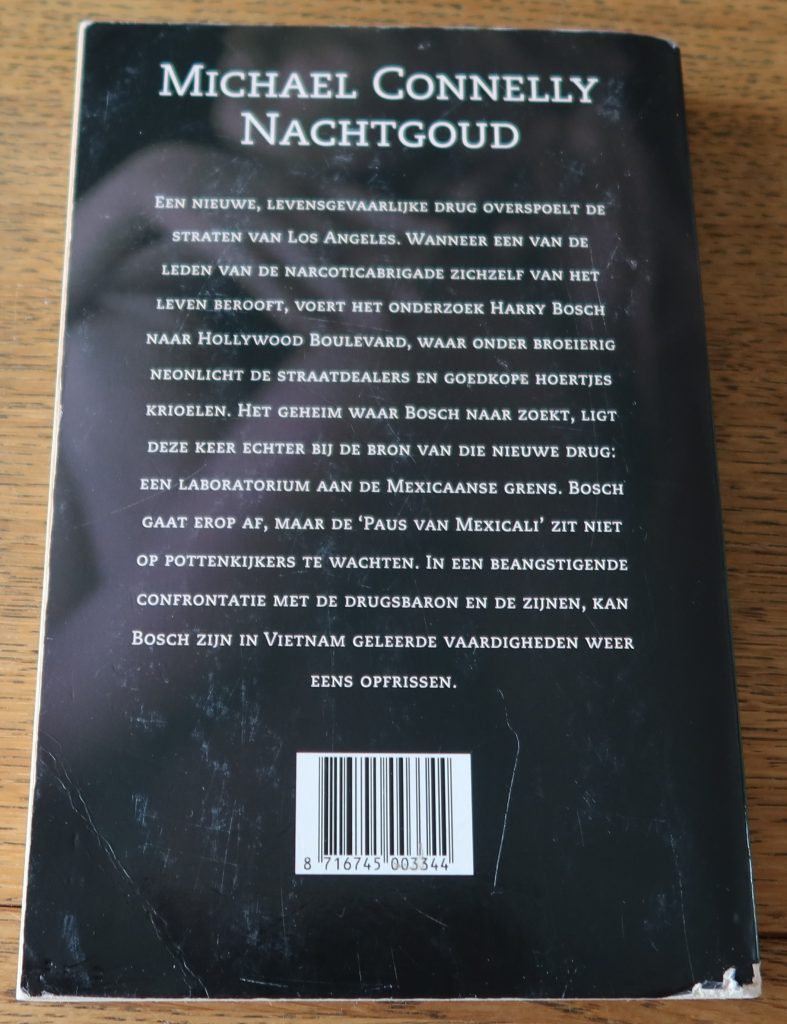 Michael Connelly
Nachtgoud
Een nieuwe, levensgevaarlijke drug overspoelt de
straten van Los Angeles. Wanneer een van de
leden van de narcoticabrigade zichzelf van het
leven berooft, voert het onderzoek Harry Bosch
naar Hollywood Boulevard, waar onder broeierig
neonlicht de straatdealers en goedkope hoertjes
krioelen. Het geheim waar Bosch naar zoekt, ligt
deze keer echter bij de bron van die nieuwe drug:
een laboratorium aan de Mexicaanse grens. Bosch
gaat erop af, maar de ‘Paus van Mexicali’ zit niet
op pottenkijkers te wachten. In een beangstigende
confrontatie met de drugsbaron en de zijnen, kan
Bosch zijn in Vietnam geleerde vaardigheden weer
eens opfrissen.
8 716745 003344